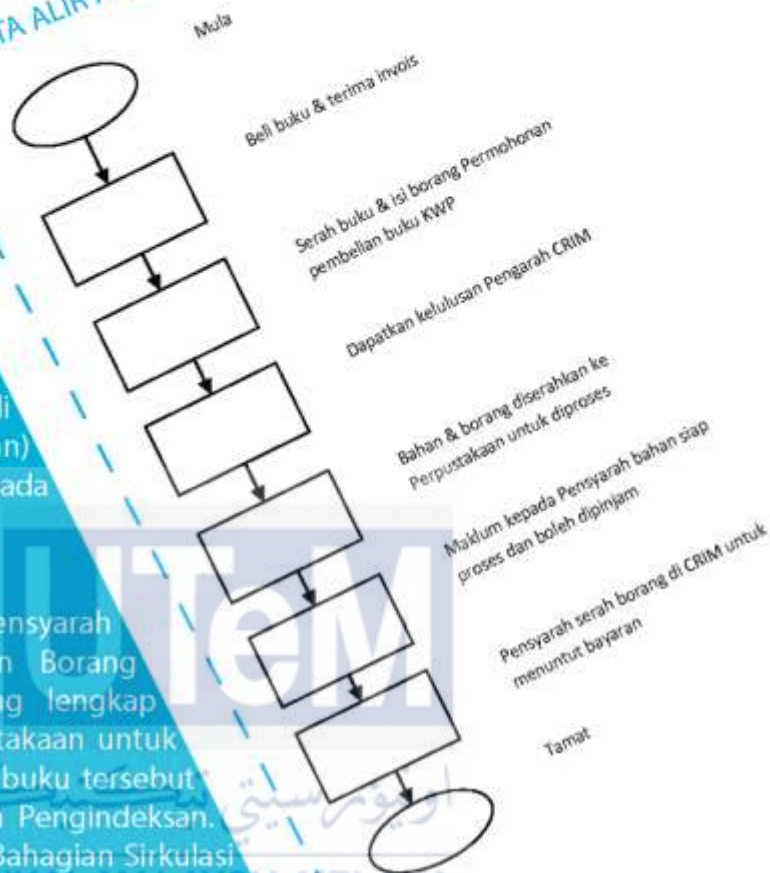 TA ALIR
Mula
Beli buku & terima invois
Serah buku & isi borang Permohonan
pembelian buku KWP
Dapatkan kelulusan Pengarah CRIM
Bahan & borang diserahkan ke
Perpustakaan untuk diproses
Maklum kepada Pensyarah bahan siap
proses dan boleh dipinjam
Pensyarah serah borang di CRIM untuk
menuntut bayaran
Tamat
an)
ada
ensyarah
n Borang
ng lengkap
takaan untuk
buku tersebut
Pengindeksan.
Bahagian Sirkulasi
UTeM